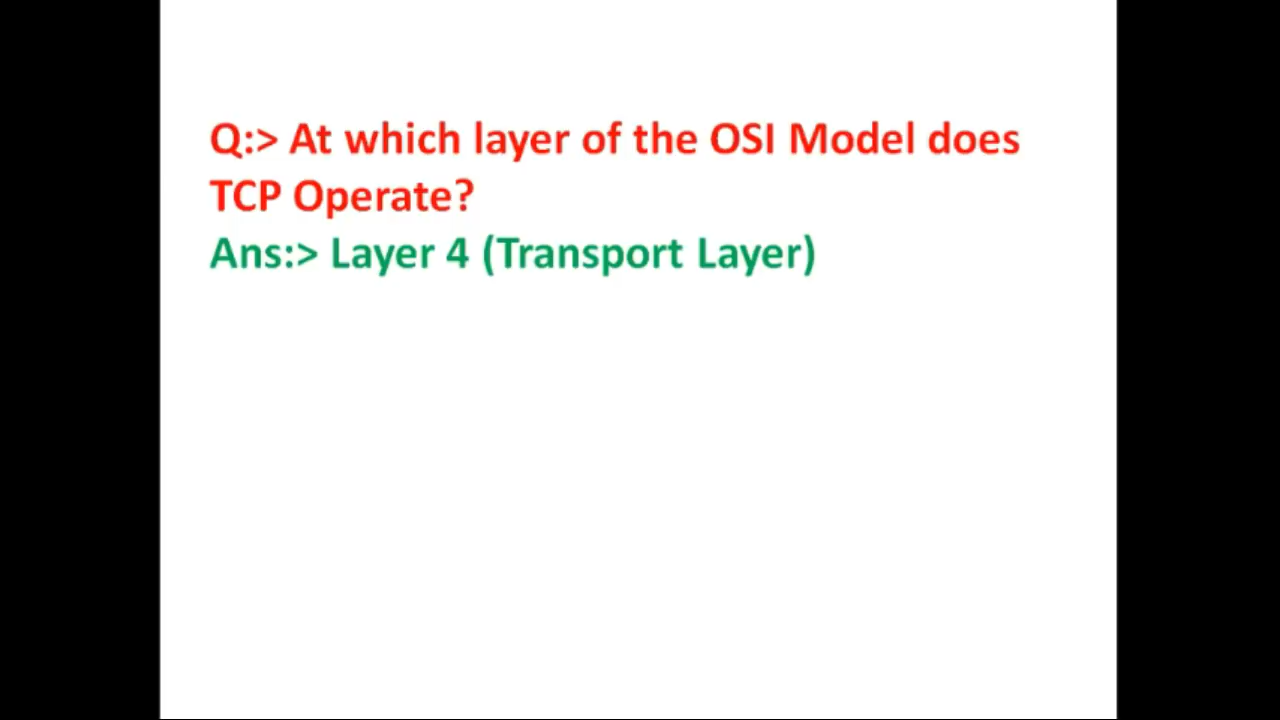 Q:> At which layer of the OSI Model does
TCP Operate?
Ans:> Layer 4 (Transport Layer)